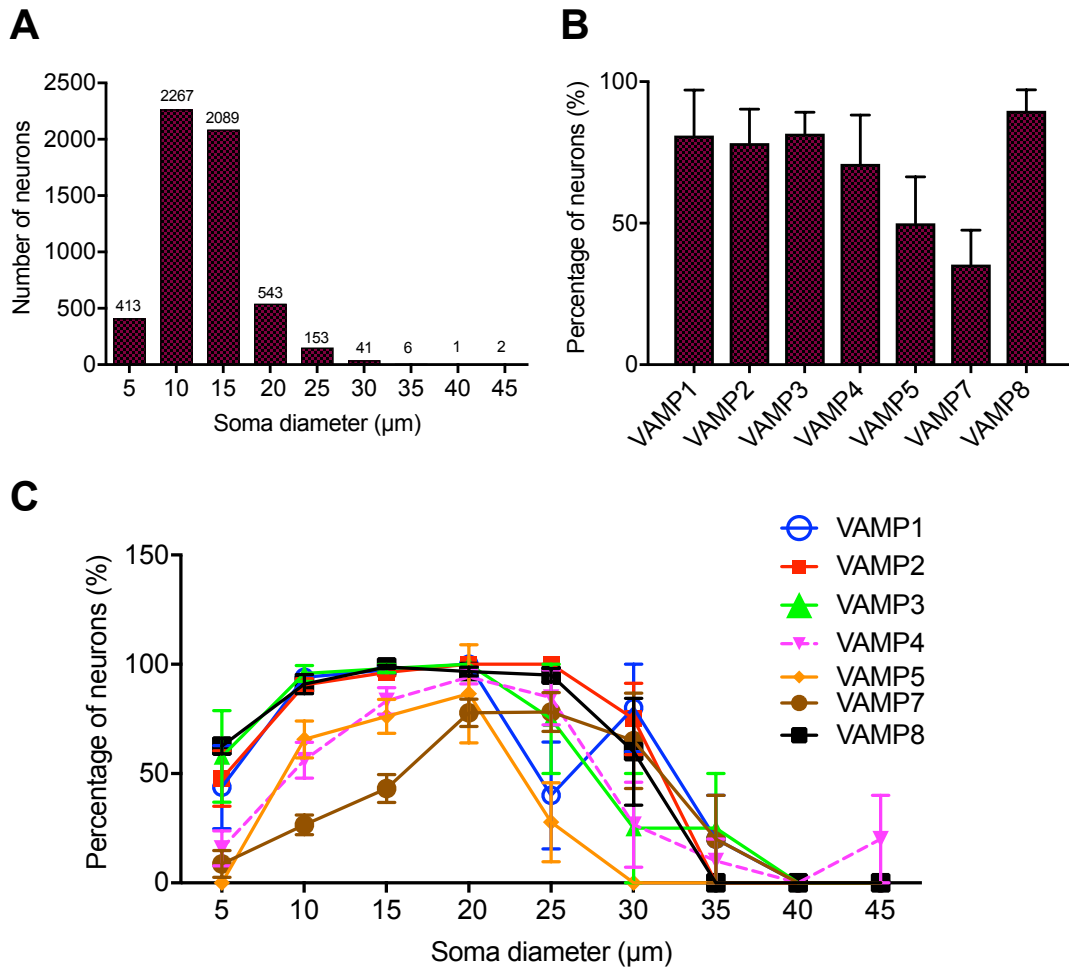 A
Number of neurons
2500
2000
1500
1000
500
0
413
2267
2089
543
153
41
6
1
2
5 10 15 20 25 30 35 40 45
Soma diameter (µm)
B
Percentage of neurons (%)
100
50
0
VAMP1
VAMP2
VAMP3
VAMP4
VAMP5
VAMP7
VAMP8
C
Percentage of neurons (%)
150
100
50
0
5 10 15 20 25 30 35 40 45
Soma diameter (µm)
VAMP1
VAMP2
VAMP3
VAMP4
VAMP5
VAMP7
VAMP8